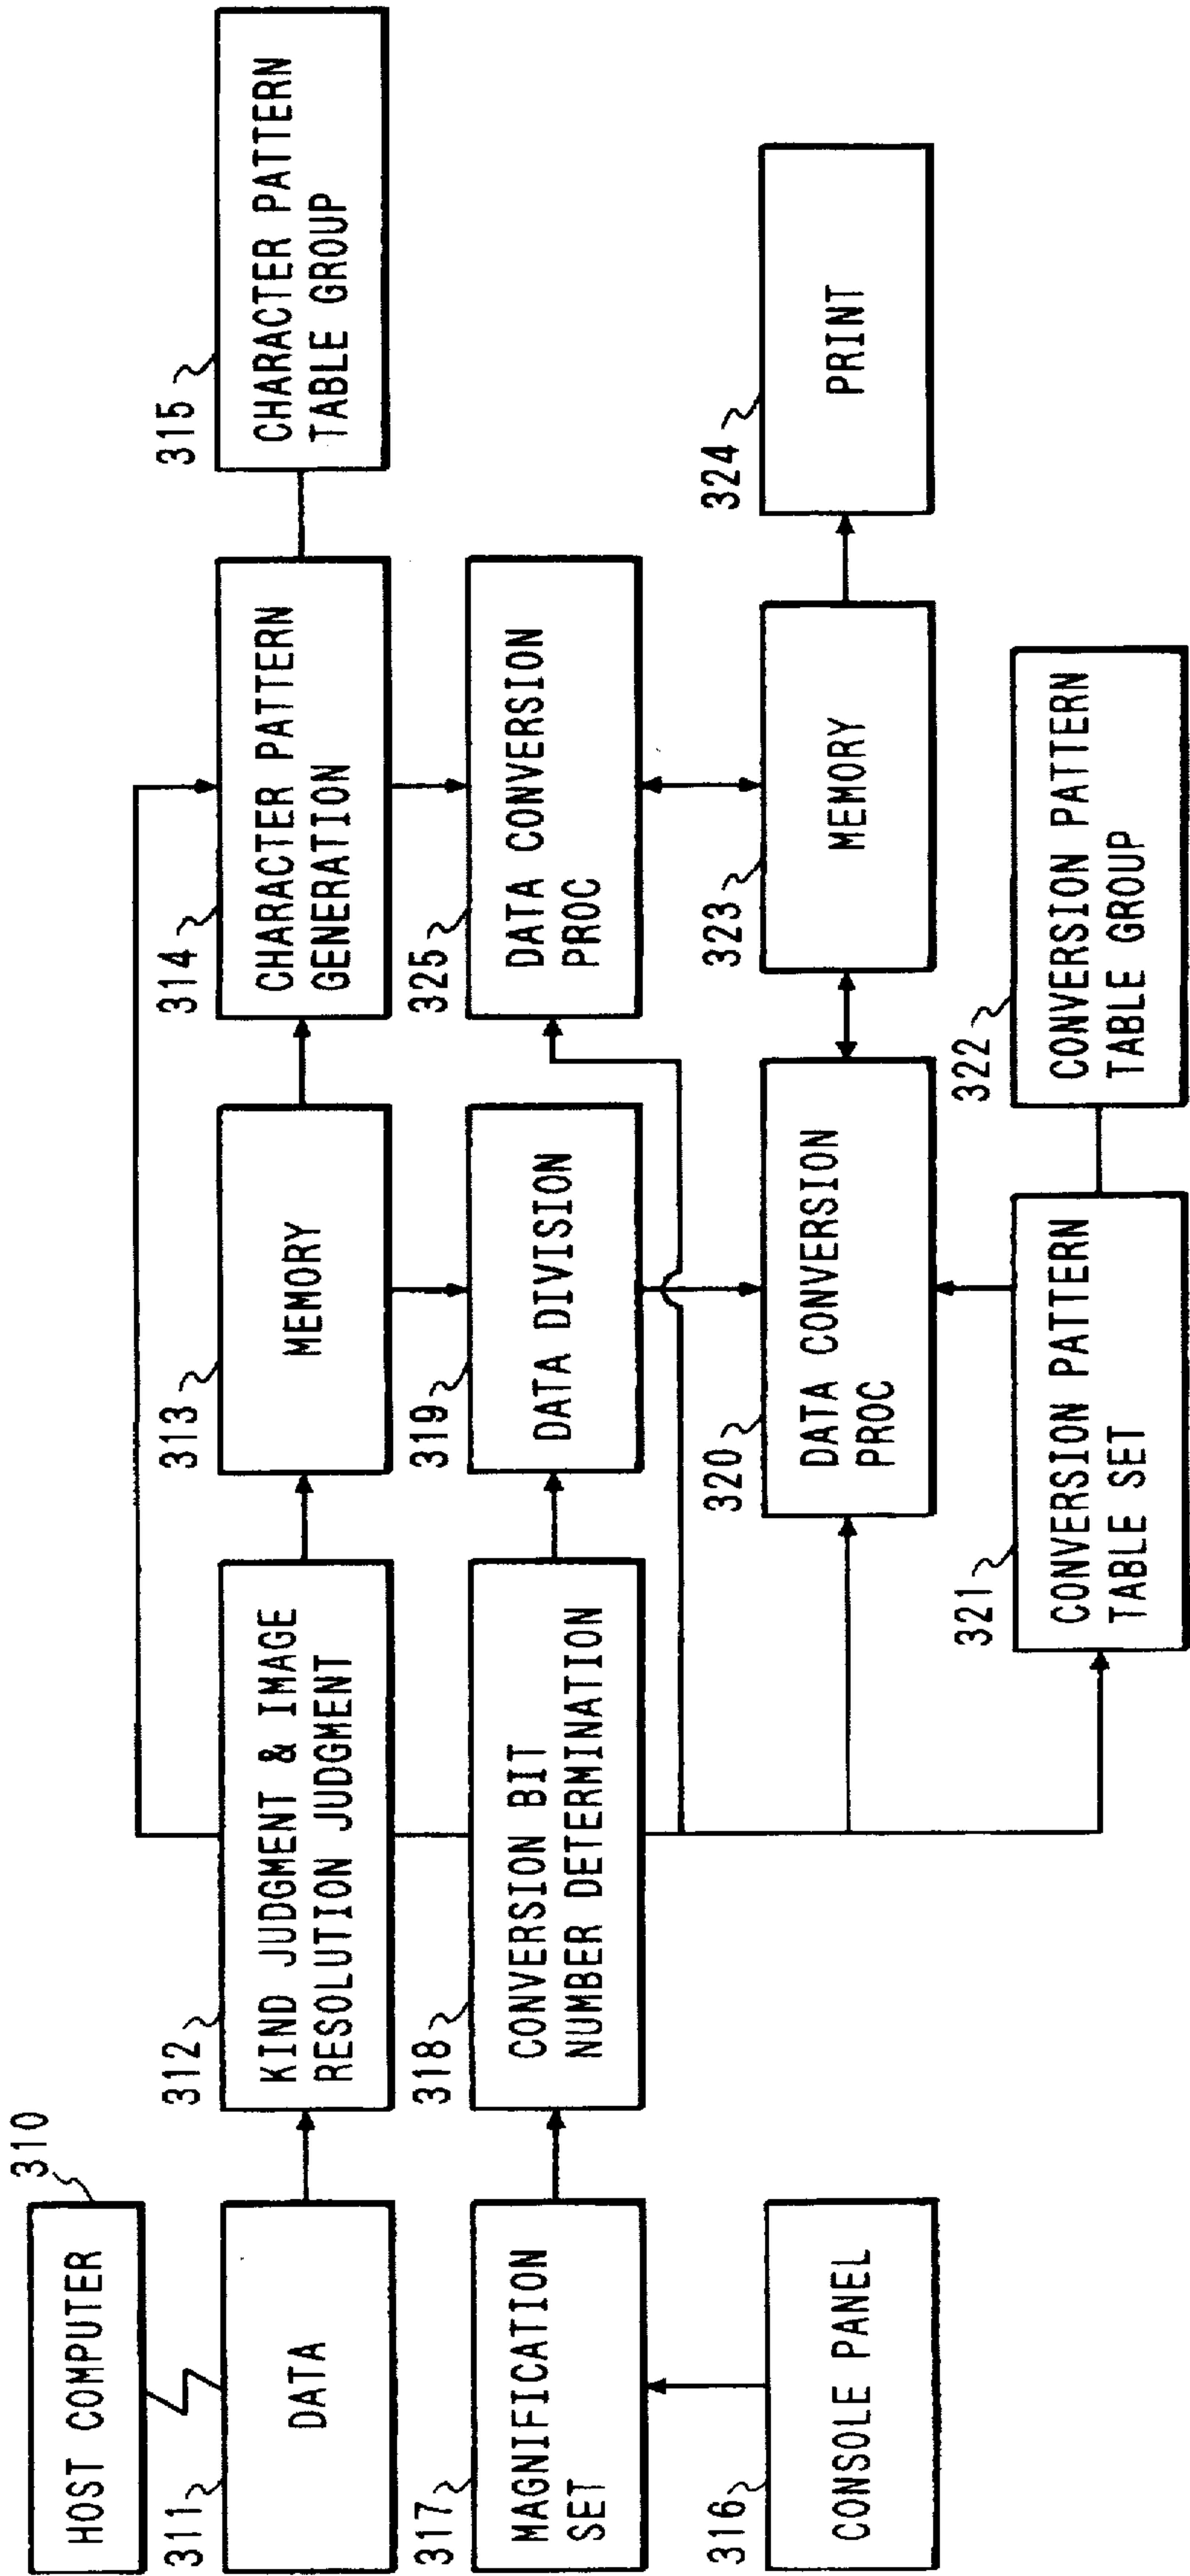 HOST COMPUTER
310
311
DATA
312
KIND JUDGMENT & IMAGE
RESOLUTION JUDGMENT
313
MEMORY
314
CHARACTER PATTERN
GENERATION
315
CHARACTER PATTERN
TABLE GROUP
317
MAGNIFICATION
SET
318
CONVERSION BIT
NUMBER DETERMINATION
319
DATA DIVISION
325
DATA CONVERSION
PROC
316
CONSOLE PANEL
320
DATA CONVERSION
PROC
323
MEMORY
324
PRINT
321
CONVERSION PATTERN
TABLE SET
322
CONVERSION PATTERN
TABLE GROUP